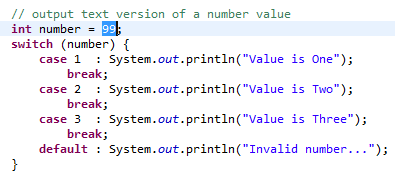 // output text version of a number value
int number = 99;
switch (number) {
    case 1  : System.out.println("Value is One");
        break;
    case 2  : System.out.println("Value is Two");
        break;
    case 3  : System.out.println("Value is Three");
        break;
    default : System.out.println("Invalid number...");
}